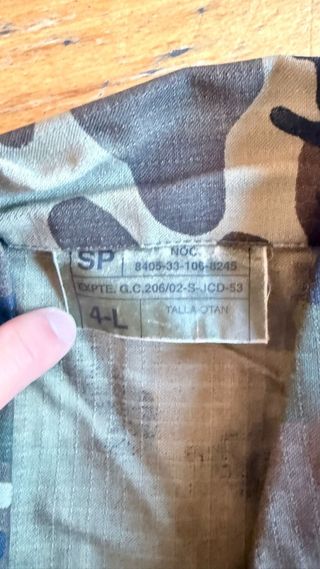 SP
NOC
8405-33-106-8245
EXPTE. G.C.206/02-S-JCD-53
4-L
TALLA-OTAN